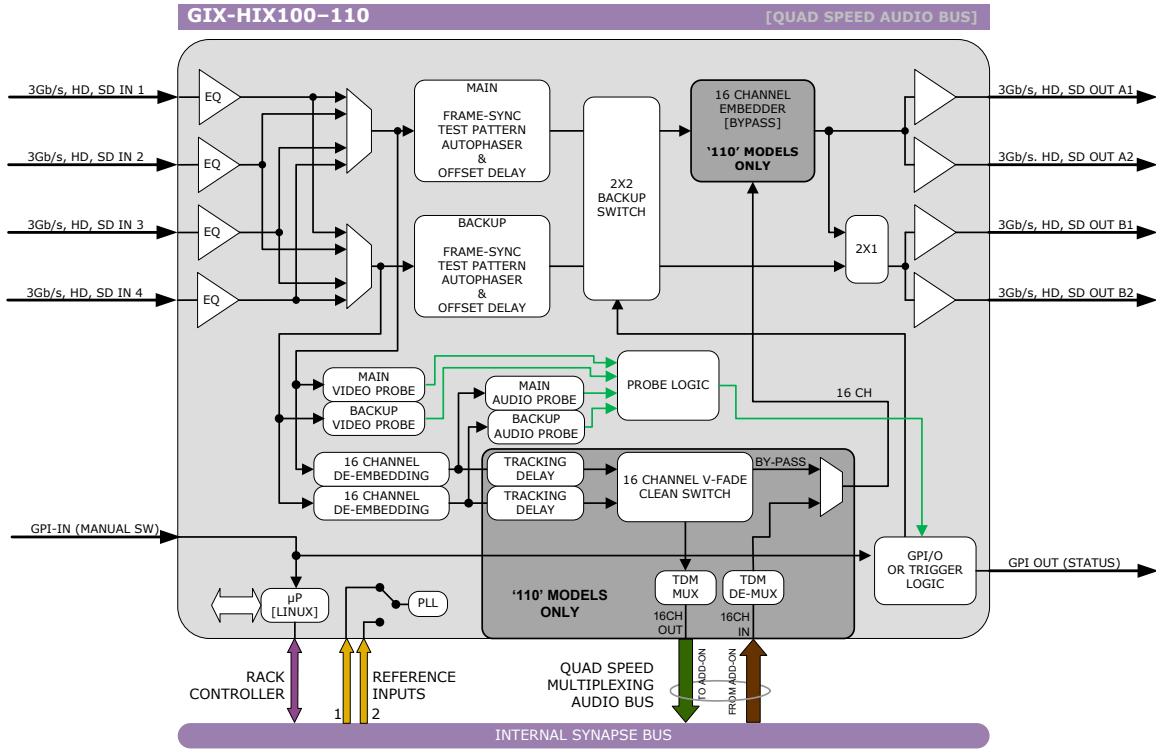 GIX-HIX100–110
[QUAD SPEED AUDIO BUS]
3Gb/s, HD, SD IN 1
3Gb/s, HD, SD IN 2
3Gb/s, HD, SD IN 3
3Gb/s, HD, SD IN 4
EQ
EQ
EQ
EQ
MAIN
FRAME-SYNC
TEST PATTERN
AUTOPHASER
&
OFFSET DELAY
BACKUP
FRAME-SYNC
TEST PATTERN
AUTOPHASER
&
OFFSET DELAY
2X2
BACKUP
SWITCH
16 CHANNEL
EMBEDDER
[BYPASS]
'110' MODELS
ONLY
2X1
3Gb/s, HD, SD OUT A1
3Gb/s. HD, SD OUT A2
3Gb/s, HD, SD OUT B1
3Gb/s, HD, SD OUT B2
MAIN
VIDEO PROBE
BACKUP
VIDEO PROBE
MAIN
AUDIO PROBE
BACKUP
AUDIO PROBE
PROBE LOGIC
16 CH
16 CHANNEL
DE-EMBEDDING
16 CHANNEL
DE-EMBEDDING
TRACKING
DELAY
TRACKING
DELAY
16 CHANNEL V-FADE
CLEAN SWITCH
BY-PASS
GPI-IN (MANUAL SW)
µP
[LINUX]
PLL
'110' MODELS
ONLY
TDM
MUX
TDM
DE-MUX
16CH
OUT
16CH
IN
GPI/O
OR TRIGGER
LOGIC
GPI OUT (STATUS)
RACK
CONTROLLER
REFERENCE
INPUTS
1
2
QUAD SPEED
MULTIPLEXING
AUDIO BUS
TO ADD-ON
FROM ADD-ON
INTERNAL SYNAPSE BUS